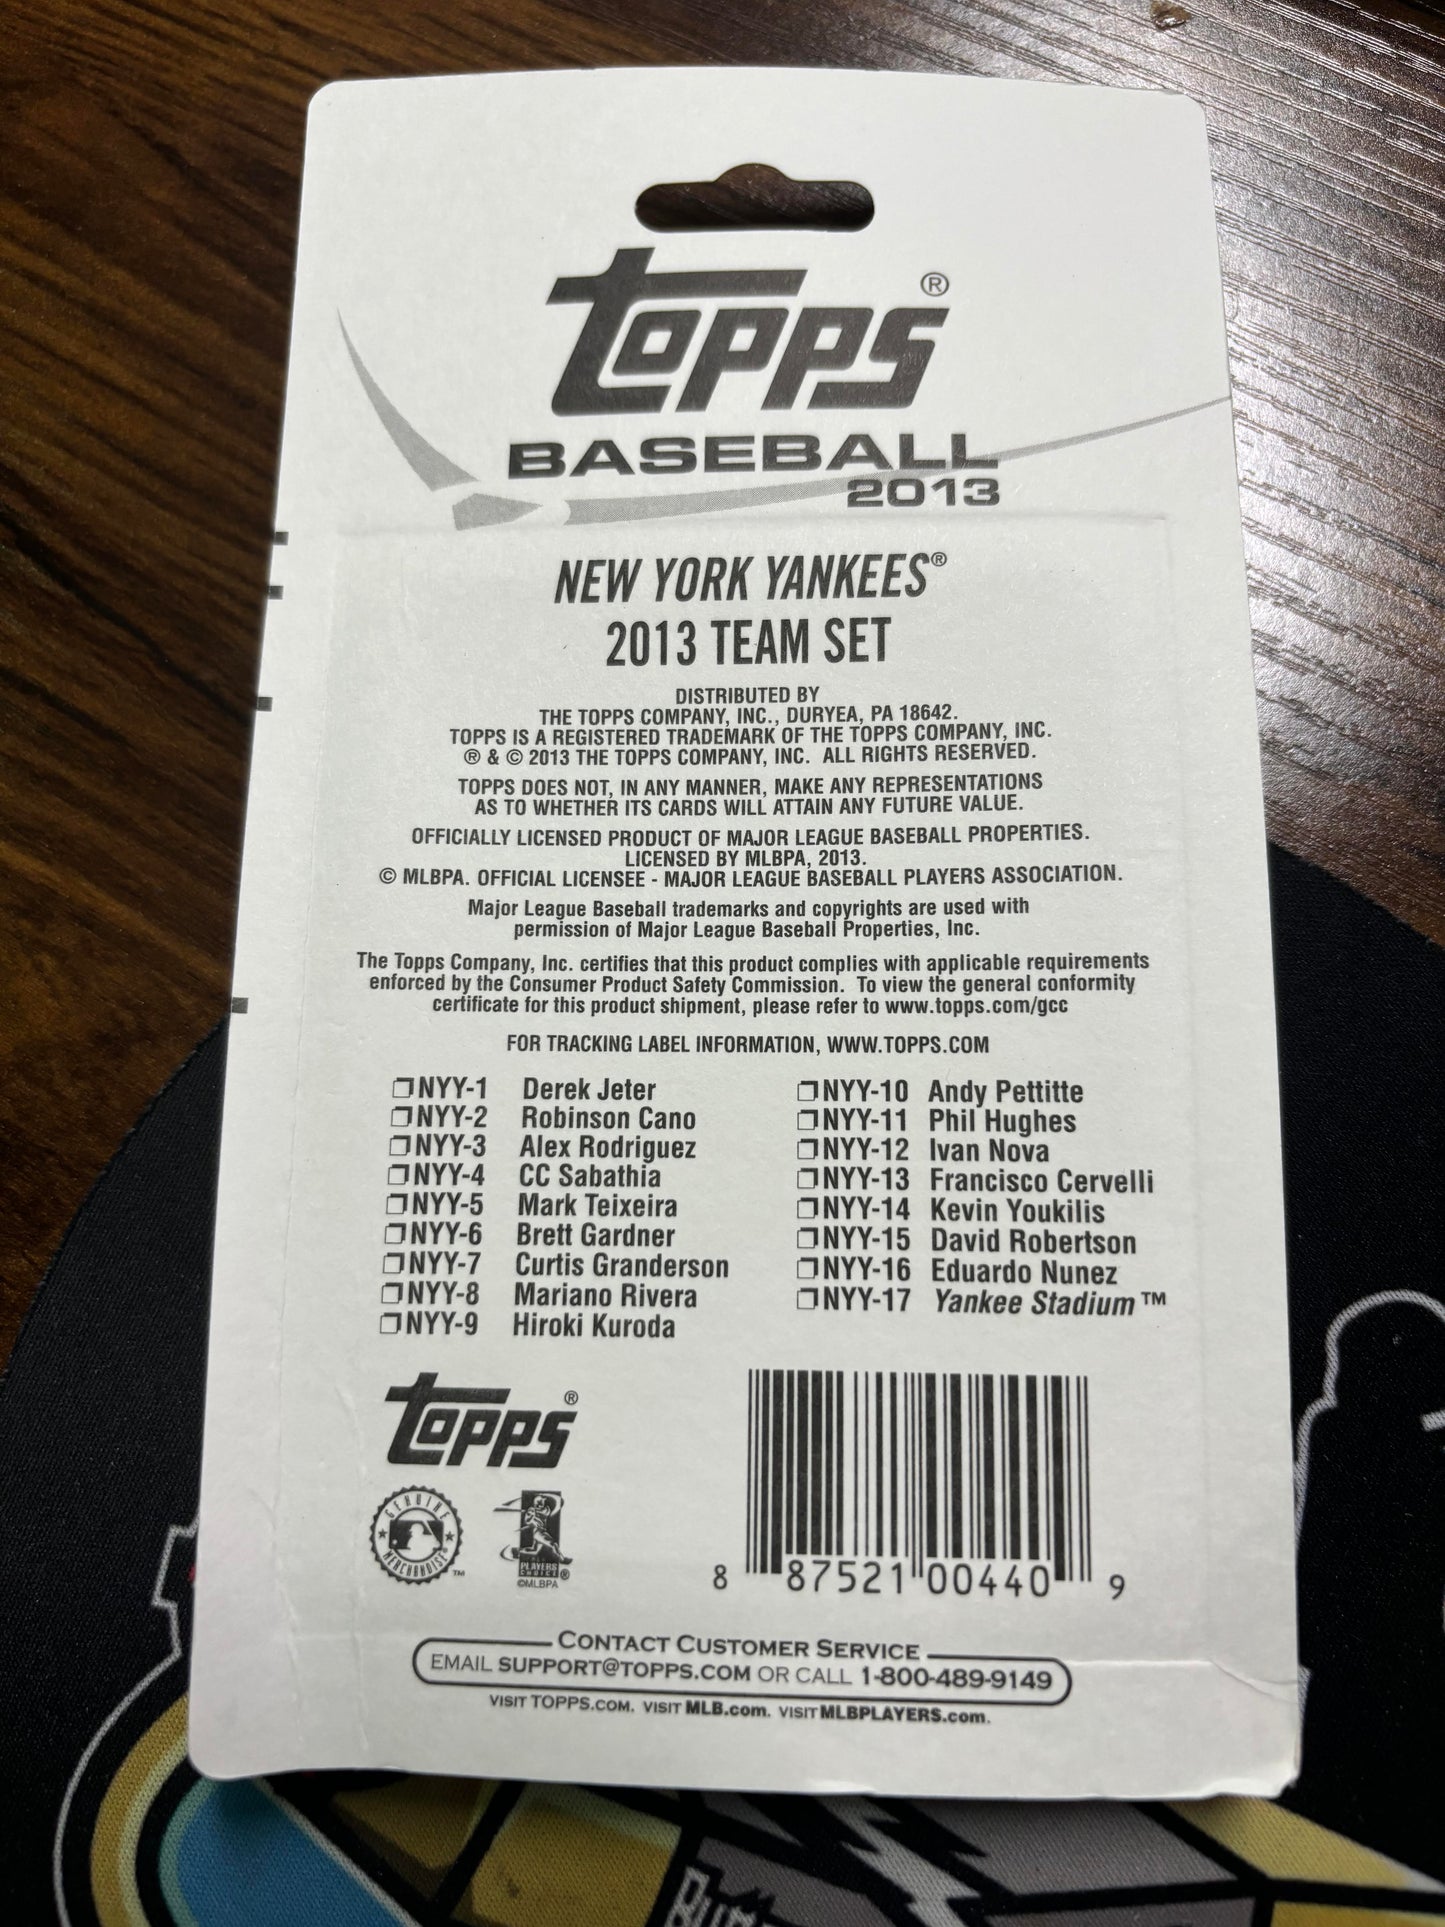 TOPPS®
BASEBALL
2013
NEW YORK YANKEES®
2013 TEAM SET
DISTRIBUTED BY
THE TOPPS COMPANY, INC., DURYEA, PA 18642.
TOPPS IS A REGISTERED TRADEMARK OF THE TOPPS COMPANY, INC.
® & © 2013 THE TOPPS COMPANY, INC. ALL RIGHTS RESERVED.
TOPPS DOES NOT, IN ANY MANNER, MAKE ANY REPRESENTATIONS
AS TO WHETHER ITS CARDS WILL ATTAIN ANY FUTURE VALUE.
OFFICIALLY LICENSED PRODUCT OF MAJOR LEAGUE BASEBALL PROPERTIES.
LICENSED BY MLBPA, 2013.
© MLBPA. OFFICIAL LICENSEE - MAJOR LEAGUE BASEBALL PLAYERS ASSOCIATION.
Major League Baseball trademarks and copyrights are used with
permission of Major League Baseball Properties, Inc.
The Topps Company, Inc. certifies that this product complies with applicable requirements
enforced by the Consumer Product Safety Commission. To view the general conformity
certificate for this product shipment, please refer to www.topps.com/gcc
FOR TRACKING LABEL INFORMATION, WWW.TOPPS.COM
❒NYY-1 Derek Jeter
❒NYY-2 Robinson Cano
❒NYY-3 Alex Rodriguez
❒NYY-4 CC Sabathia
❒NYY-5 Mark Teixeira
❒NYY-6 Brett Gardner
❒NYY-7 Curtis Granderson
❒NYY-8 Mariano Rivera
❒NYY-9 Hiroki Kuroda
❒NYY-10 Andy Pettitte
❒NYY-11 Phil Hughes
❒NYY-12 Ivan Nova
❒NYY-13 Francisco Cervelli
❒NYY-14 Kevin Youkilis
❒NYY-15 David Robertson
❒NYY-16 Eduardo Nunez
❒NYY-17 Yankee Stadium™
TOPPS®
GENUINE
MERCHANDISE™
PLAYERS
CHOICE®
©MLBPA
8 87521 00440 9
CONTACT CUSTOMER SERVICE
EMAIL SUPPORT@TOPPS.COM OR CALL 1-800-489-9149
VISIT TOPPS.COM. VISIT MLB.com. VISIT MLBPLAYERS.com.